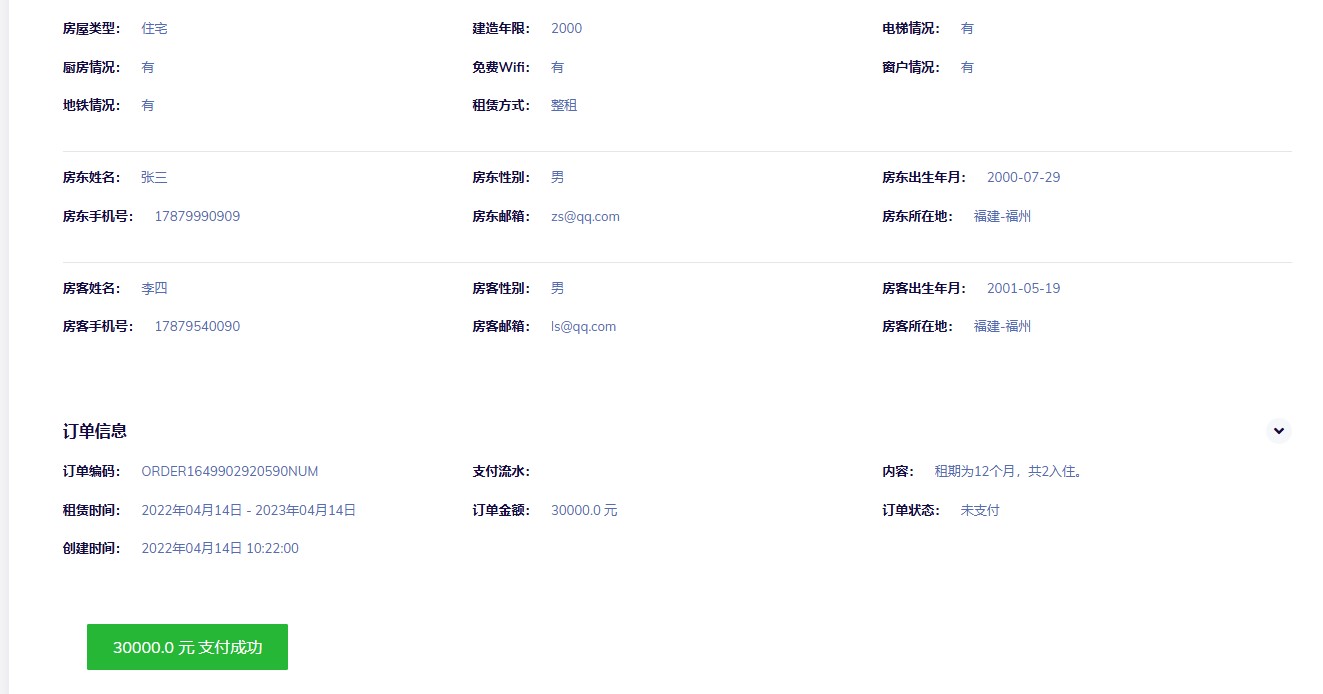 房屋类型： 住宅 建造年限： 2000 电梯情况： 有
厨房情况： 有 免费Wifi： 有 窗户情况： 有
地铁情况： 有 租赁方式： 整租
房东姓名： 张三 房东性别： 男 房东出生年月： 2000-07-29
房东手机号： 17879990909 房东邮箱： zs@qq.com 房东所在地： 福建-福州
房客姓名： 李四 房客性别： 男 房客出生年月： 2001-05-19
房客手机号： 17879540090 房客邮箱： ls@qq.com 房客所在地： 福建-福州
订单信息
订单编码： ORDER1649902920590NUM 支付流水： 内容： 租期为12个月，共2入住。
租赁时间： 2022年04月14日 - 2023年04月14日 订单金额： 30000.0 元 订单状态： 未支付
创建时间： 2022年04月14日 10:22:00
30000.0 元 支付成功